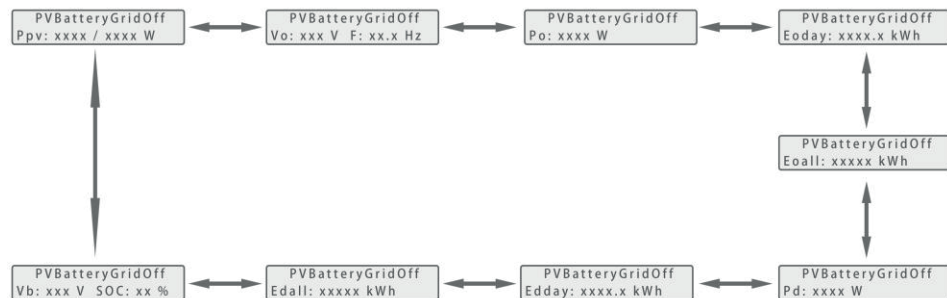 PVBatteryGridOff
Ppv: xxxx / xxxx W
PVBatteryGridOff
Vo: xxx V F: xx.x Hz
PVBatteryGridOff
Po: xxxx W
PVBatteryGridOff
Eoday: xxxx.x kWh
PVBatteryGridOff
Eoall: xxxxx kWh
PVBatteryGridOff
Vb: xxx V SOC: xx %
PVBatteryGridOff
Edall: xxxxx kWh
PVBatteryGridOff
Edday: xxxx.x kWh
PVBatteryGridOff
Pd: xxxx W